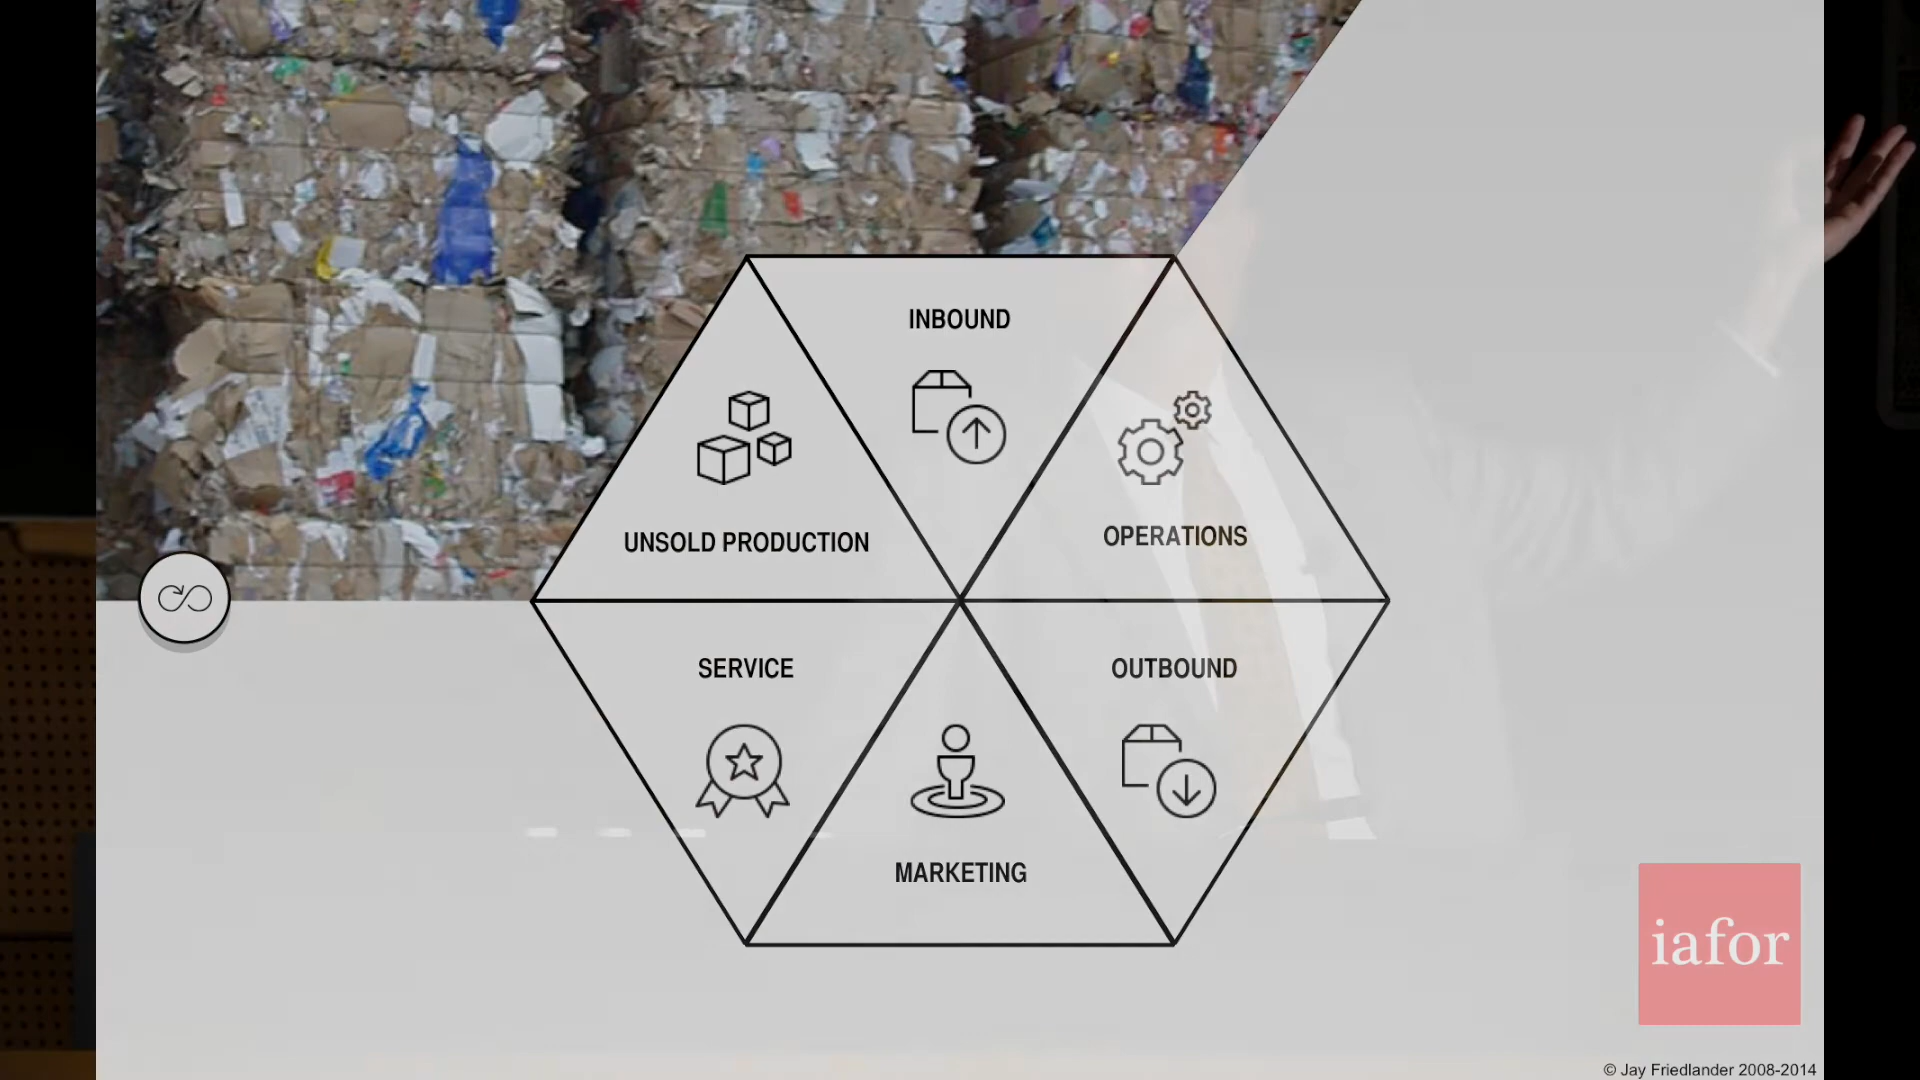 INBOUND
UNSOLD PRODUCTION
OPERATIONS
SERVICE
OUTBOUND
MARKETING
iafor
© Jay Friedlander 2008-2014